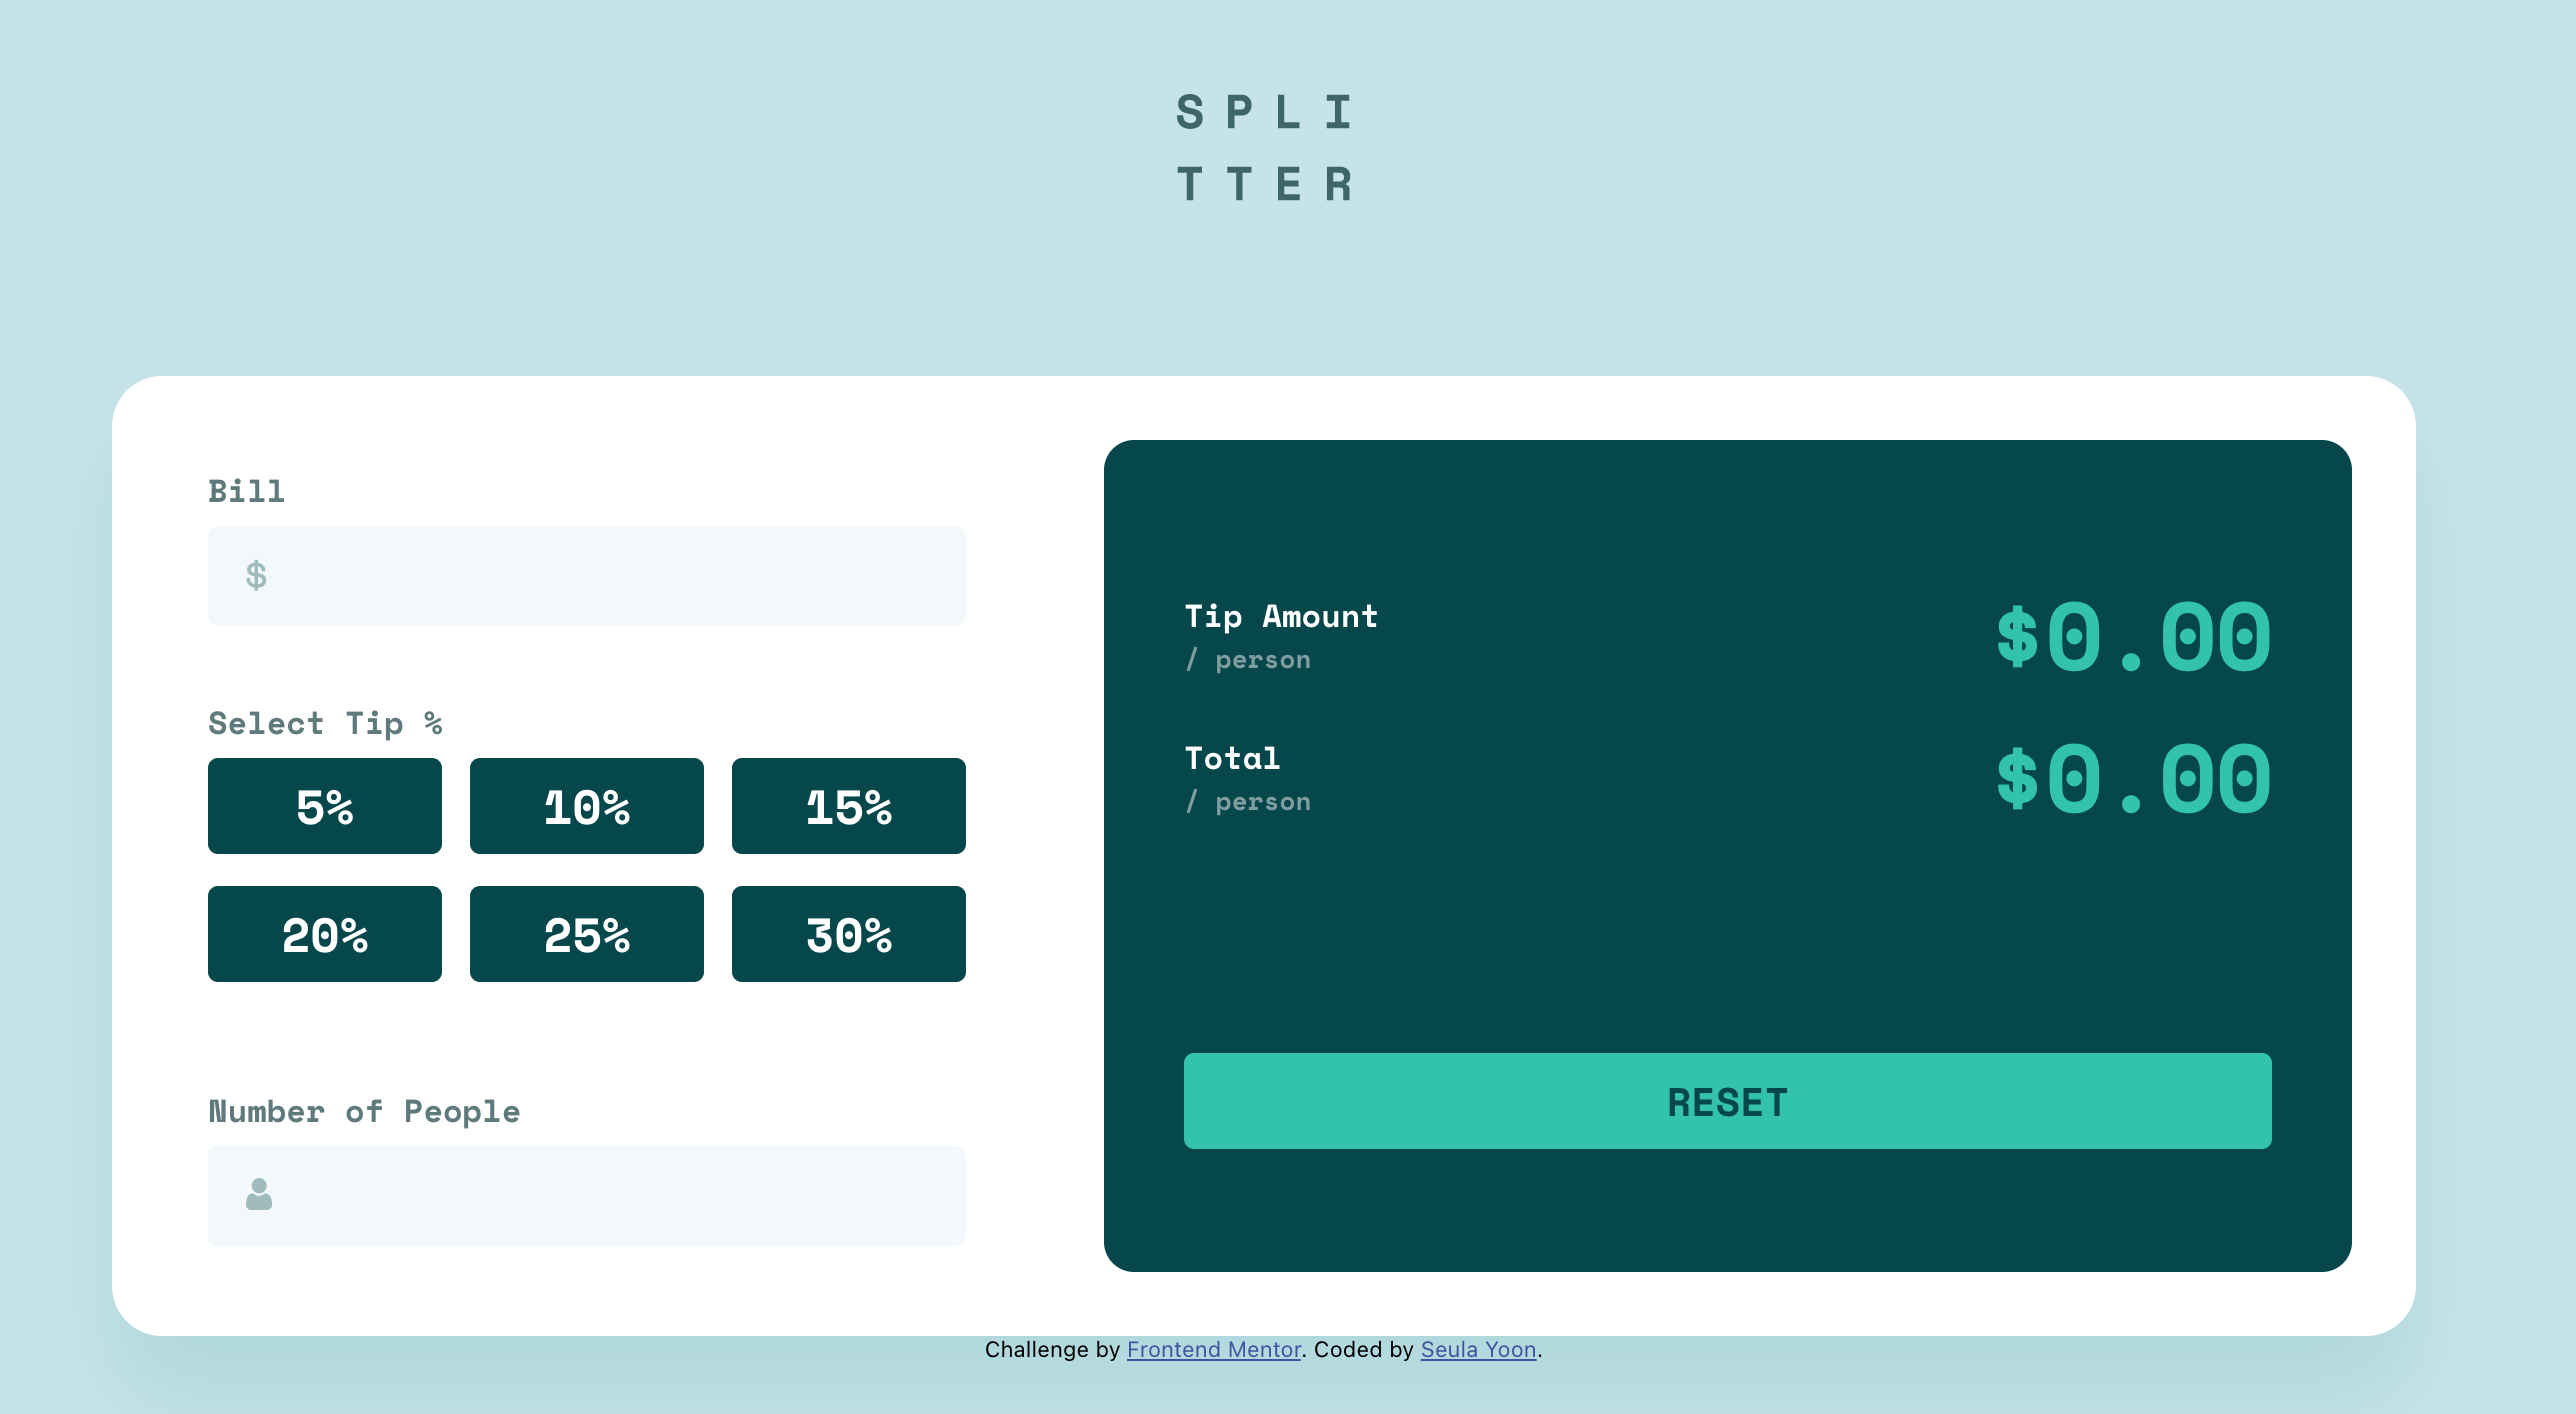 SPLI
TTER
Bill
$
Select Tip %
5% 10% 15%
20% 25% 30%
Number of People
Tip Amount
/ person
$0.00
Total
/ person
$0.00
RESET
Challenge by Frontend Mentor. Coded by Seula Yoon.